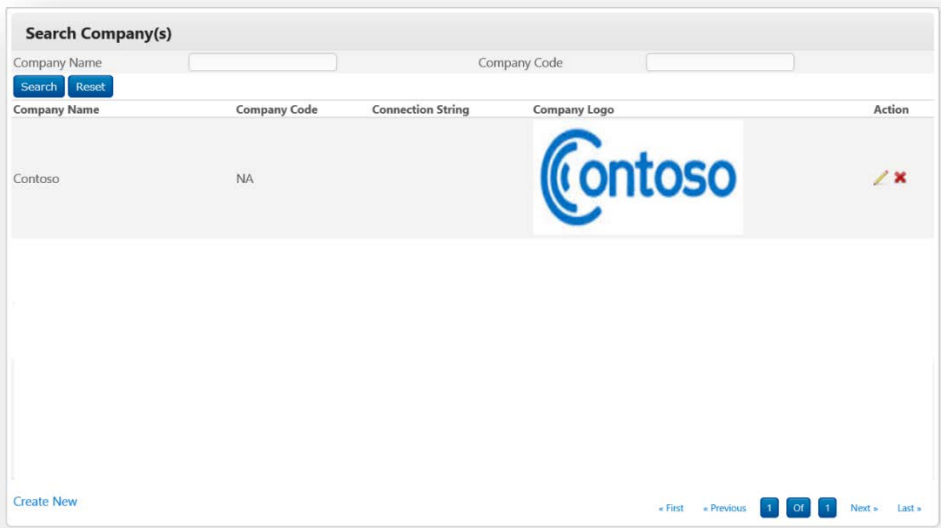 Search Company(s)
Company Name Company Code
Search Reset
Company Name Company Code Connection String Company Logo Action
Contoso NA Contoso
Create New « First « Previous 1 Of 1 Next » Last »